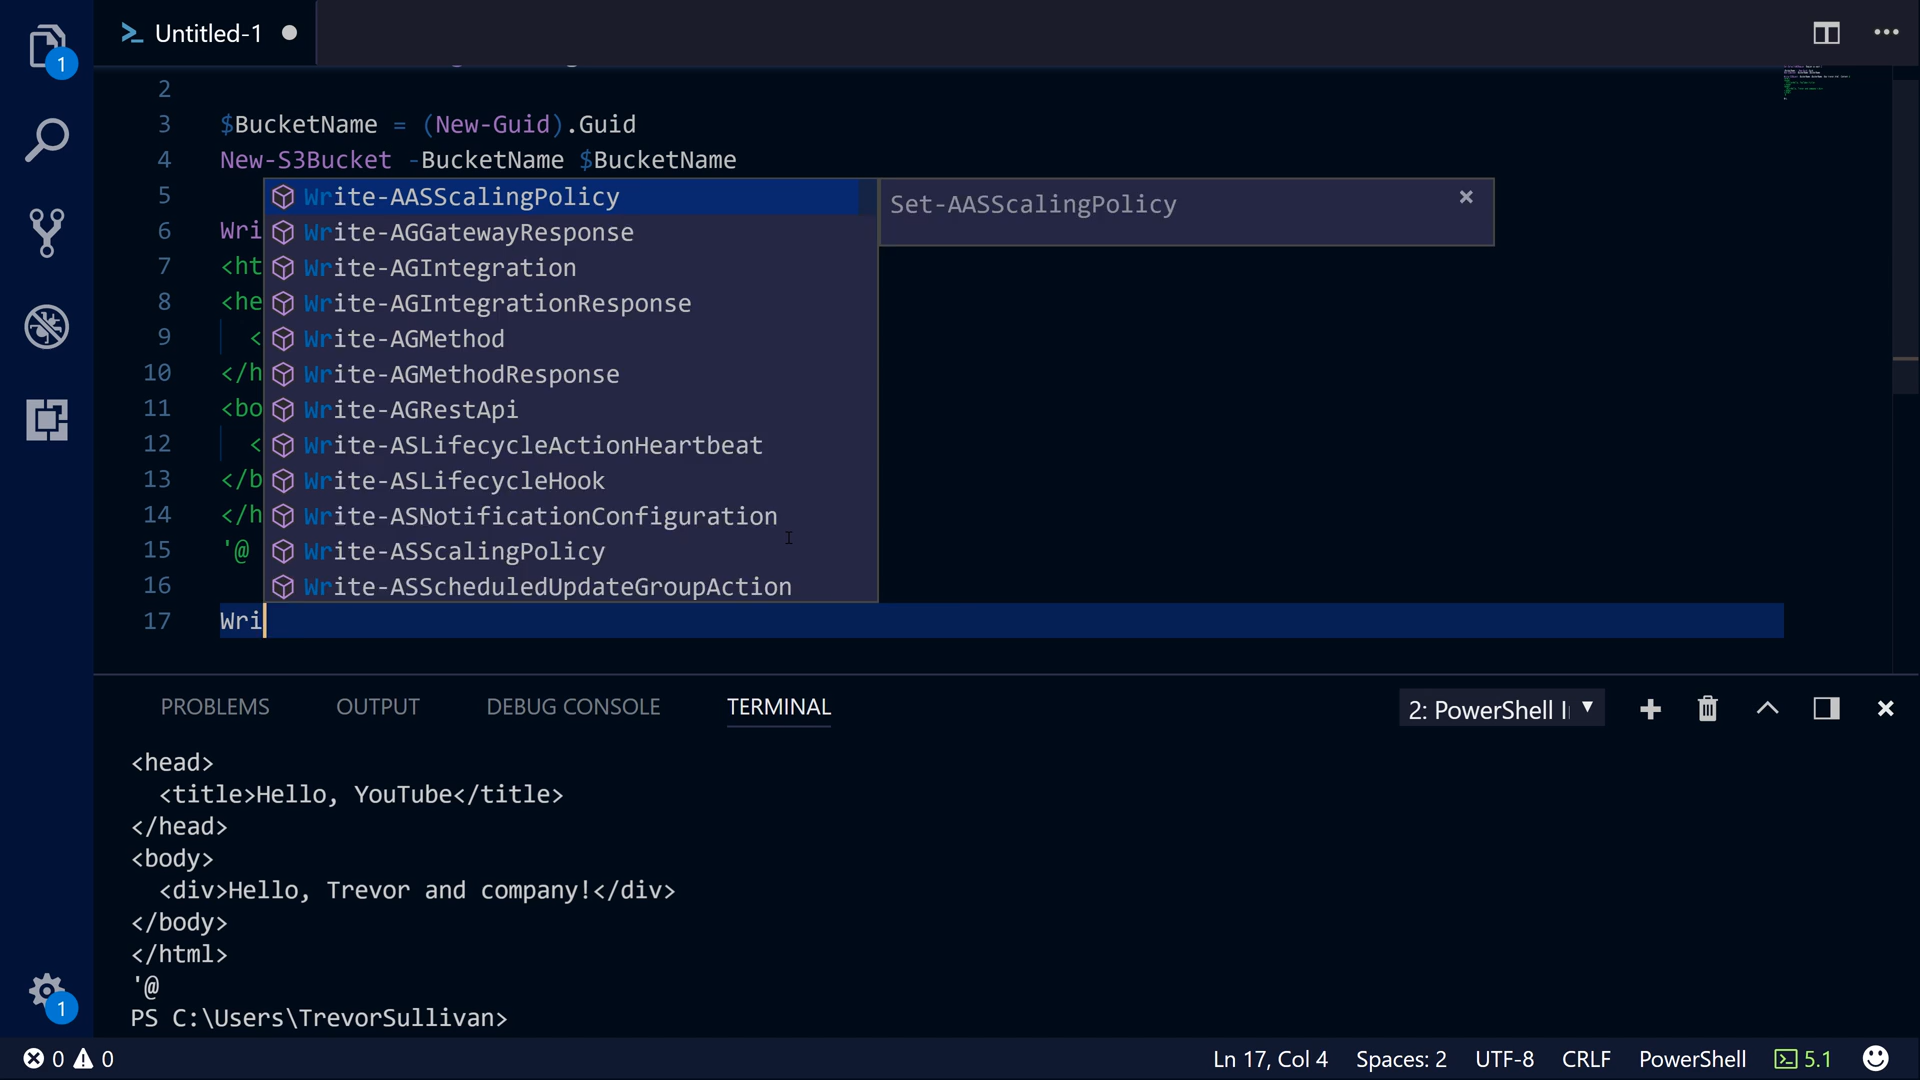 1
Untitled-1
2
3 $BucketName = (New-Guid).Guid
4 New-S3Bucket -BucketName $BucketName
5 Write-AASScalingPolicy
Set-AASScalingPolicy
6 Wri Write-AGGatewayResponse
7 <ht Write-AGIntegration
8 <he Write-AGIntegrationResponse
9 < Write-AGMethod
10 </h Write-AGMethodResponse
11 <bo Write-AGRestApi
12 < Write-ASLifecycleActionHeartbeat
13 </b Write-ASLifecycleHook
14 </h Write-ASNotificationConfiguration
15 '@ Write-ASScalingPolicy
16 Write-ASScheduledUpdateGroupAction
17 Wri
PROBLEMS OUTPUT DEBUG CONSOLE TERMINAL 2: PowerShell I
<head>
<title>Hello, YouTube</title>
</head>
<body>
<div>Hello, Trevor and company!</div>
</body>
</html>
'@
PS C:\Users\TrevorSullivan>
1
0 0 Ln 17, Col 4 Spaces: 2 UTF-8 CRLF PowerShell 5.1